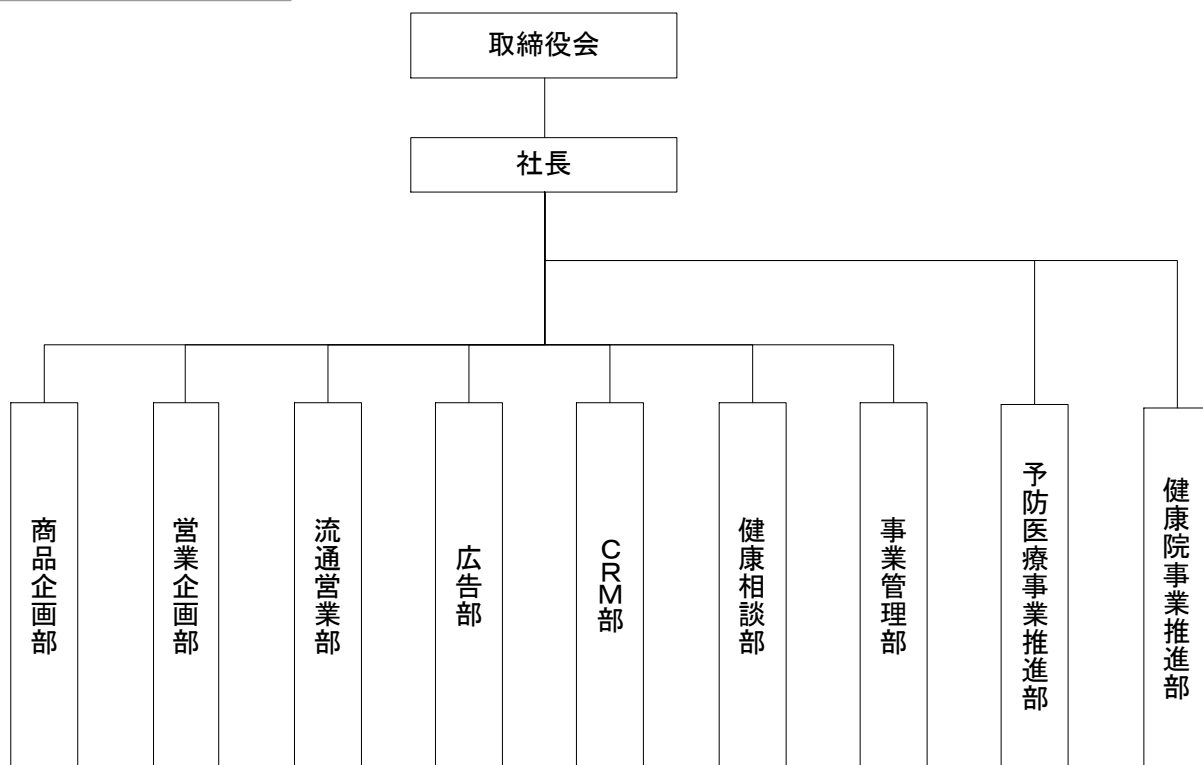 取締役会
社長
商品企画部
営業企画部
流通営業部
広告部
ＣＲＭ部
健康相談部
事業管理部
予防医療事業推進部
健康院事業推進部